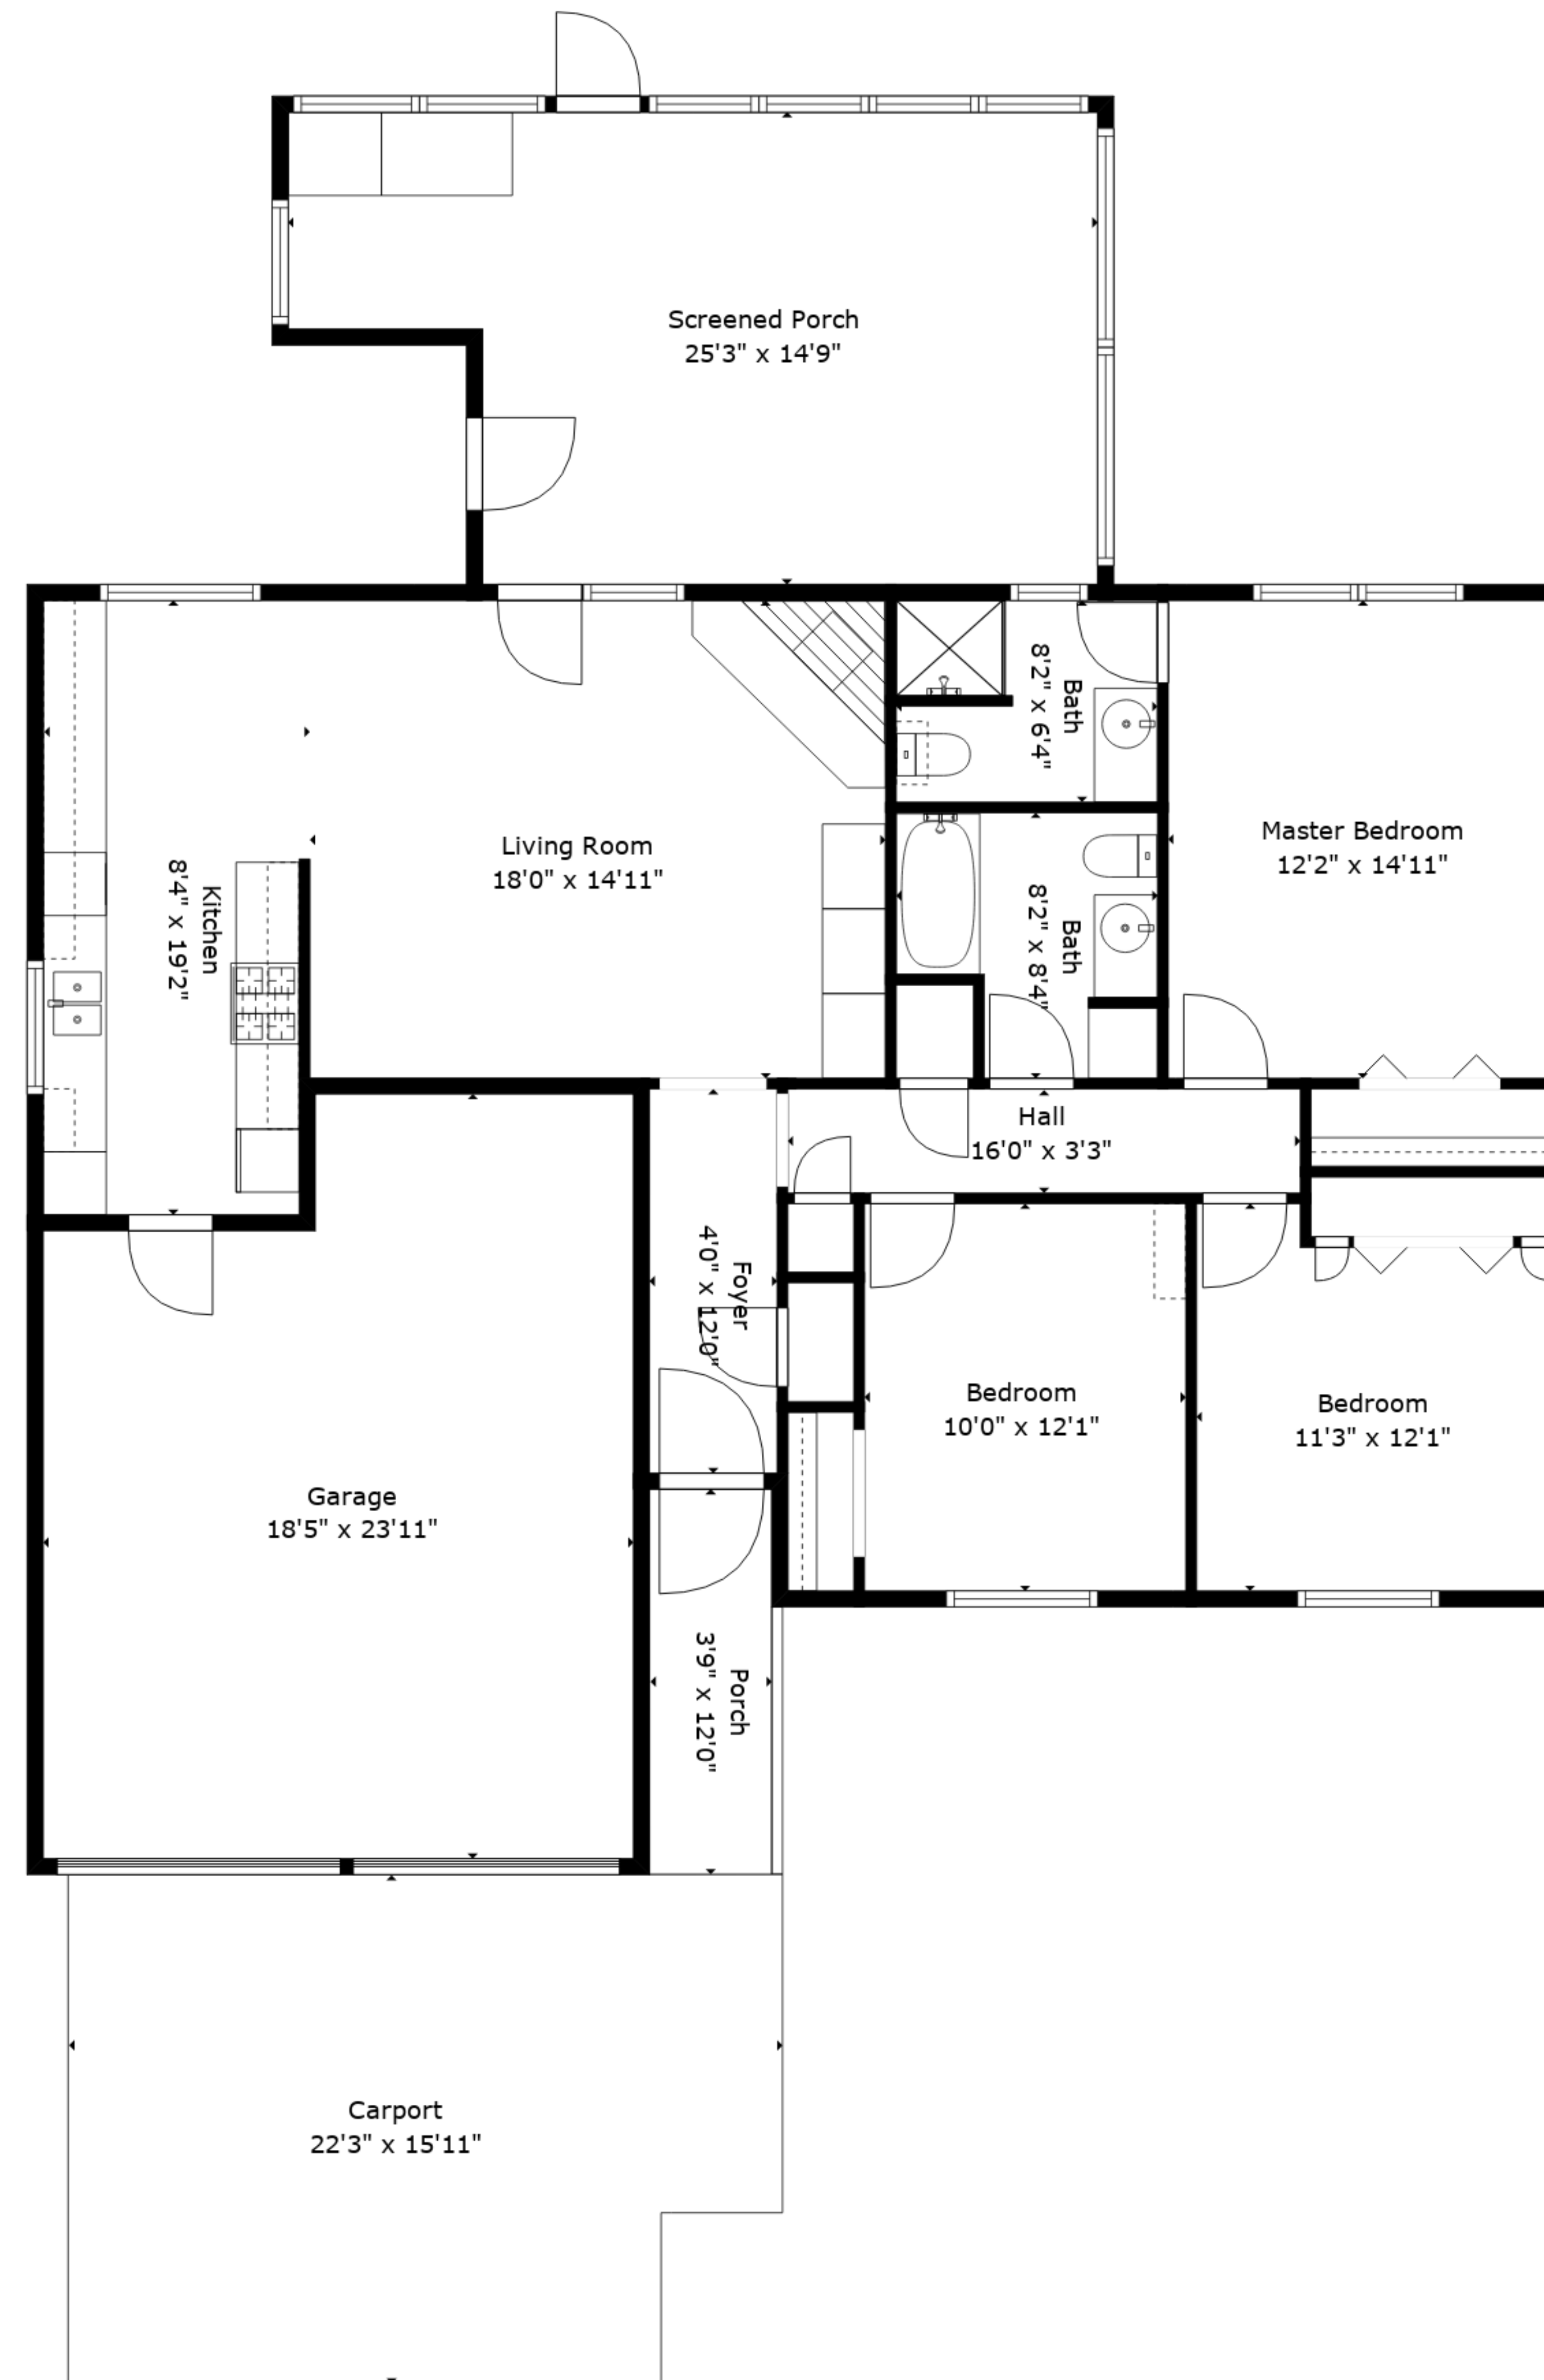 Screened Porch
25'3" x 14'9"
Bath
8'2" x 6'4"
Living Room
18'0" x 14'11"
Master Bedroom
12'2" x 14'11"
Kitchen
8'4" x 19'2"
Bath
8'2" x 8'4"
Hall
16'0" x 3'3"
Foyer
4'0" x 12'0"
Bedroom
10'0" x 12'1"
Bedroom
11'3" x 12'1"
Garage
18'5" x 23'11"
Porch
3'9" x 12'0"
Carport
22'3" x 15'11"